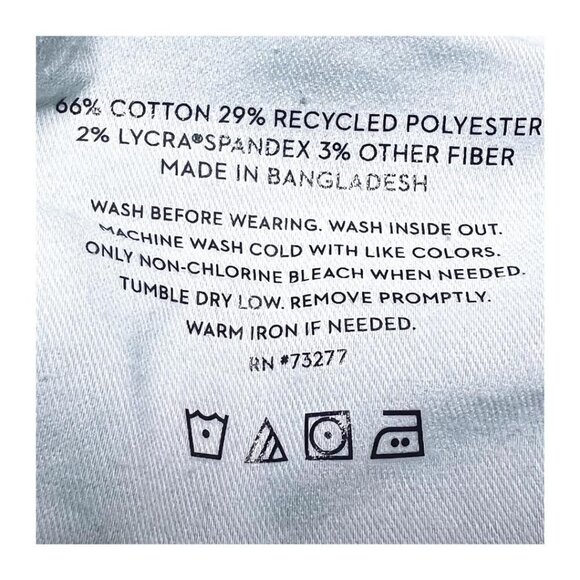 66% COTTON 29% RECYCLED POLYESTER
2% LYCRA®SPANDEX 3% OTHER FIBER
MADE IN BANGLADESH
WASH BEFORE WEARING. WASH INSIDE OUT.
MACHINE WASH COLD WITH LIKE COLORS.
ONLY NON-CHLORINE BLEACH WHEN NEEDED.
TUMBLE DRY LOW. REMOVE PROMPTLY.
WARM IRON IF NEEDED.
RN #73277